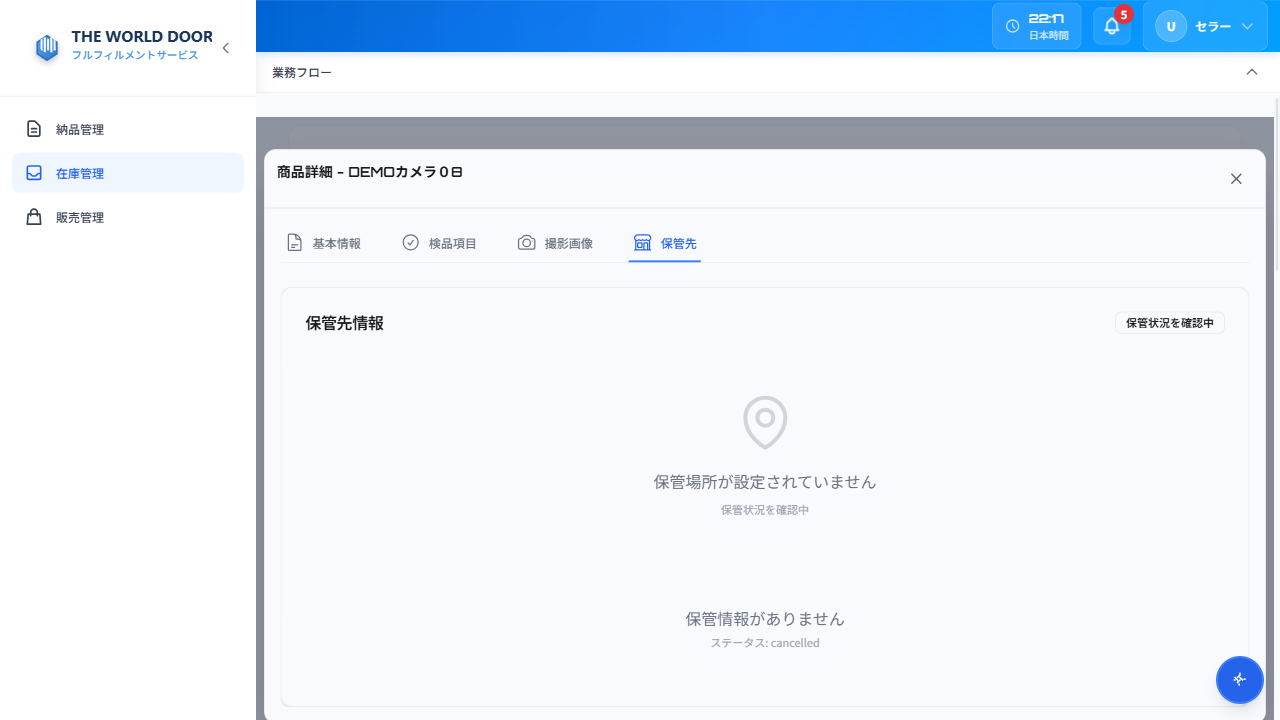 THE WORLD DOOR
フルフィルメントサービス
22:17
日本時間
5
U
セラー
業務フロー
納品管理
在庫管理
販売管理
商品詳細 - DEMOカメラ08
基本情報
検品項目
撮影画像
保管先
保管先情報
保管状況を確認中
保管場所が設定されていません
保管状況を確認中
保管情報がありません
ステータス: cancelled